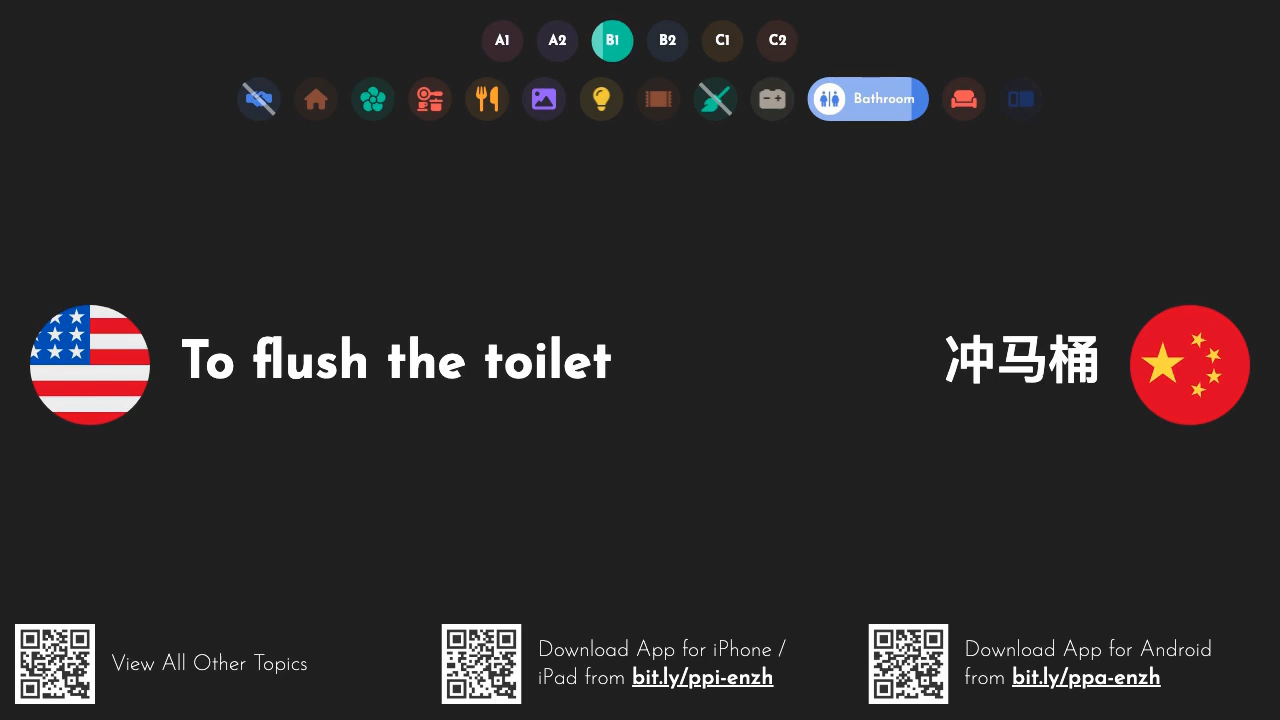 A1 A2 B1 B2 C1 C2
Bathroom
To flush the toilet
冲马桶
View All Other Topics
Download App for iPhone /
iPad from bit.ly/ppi-enzh
Download App for Android
from bit.ly/ppa-enzh